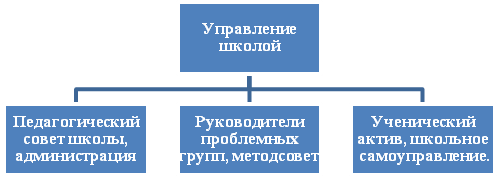 Управление
школой
Педагогический
совет школы,
администрация
Руководители
проблемных
групп, методсовет
Ученический
актив, школьное
самоуправление.